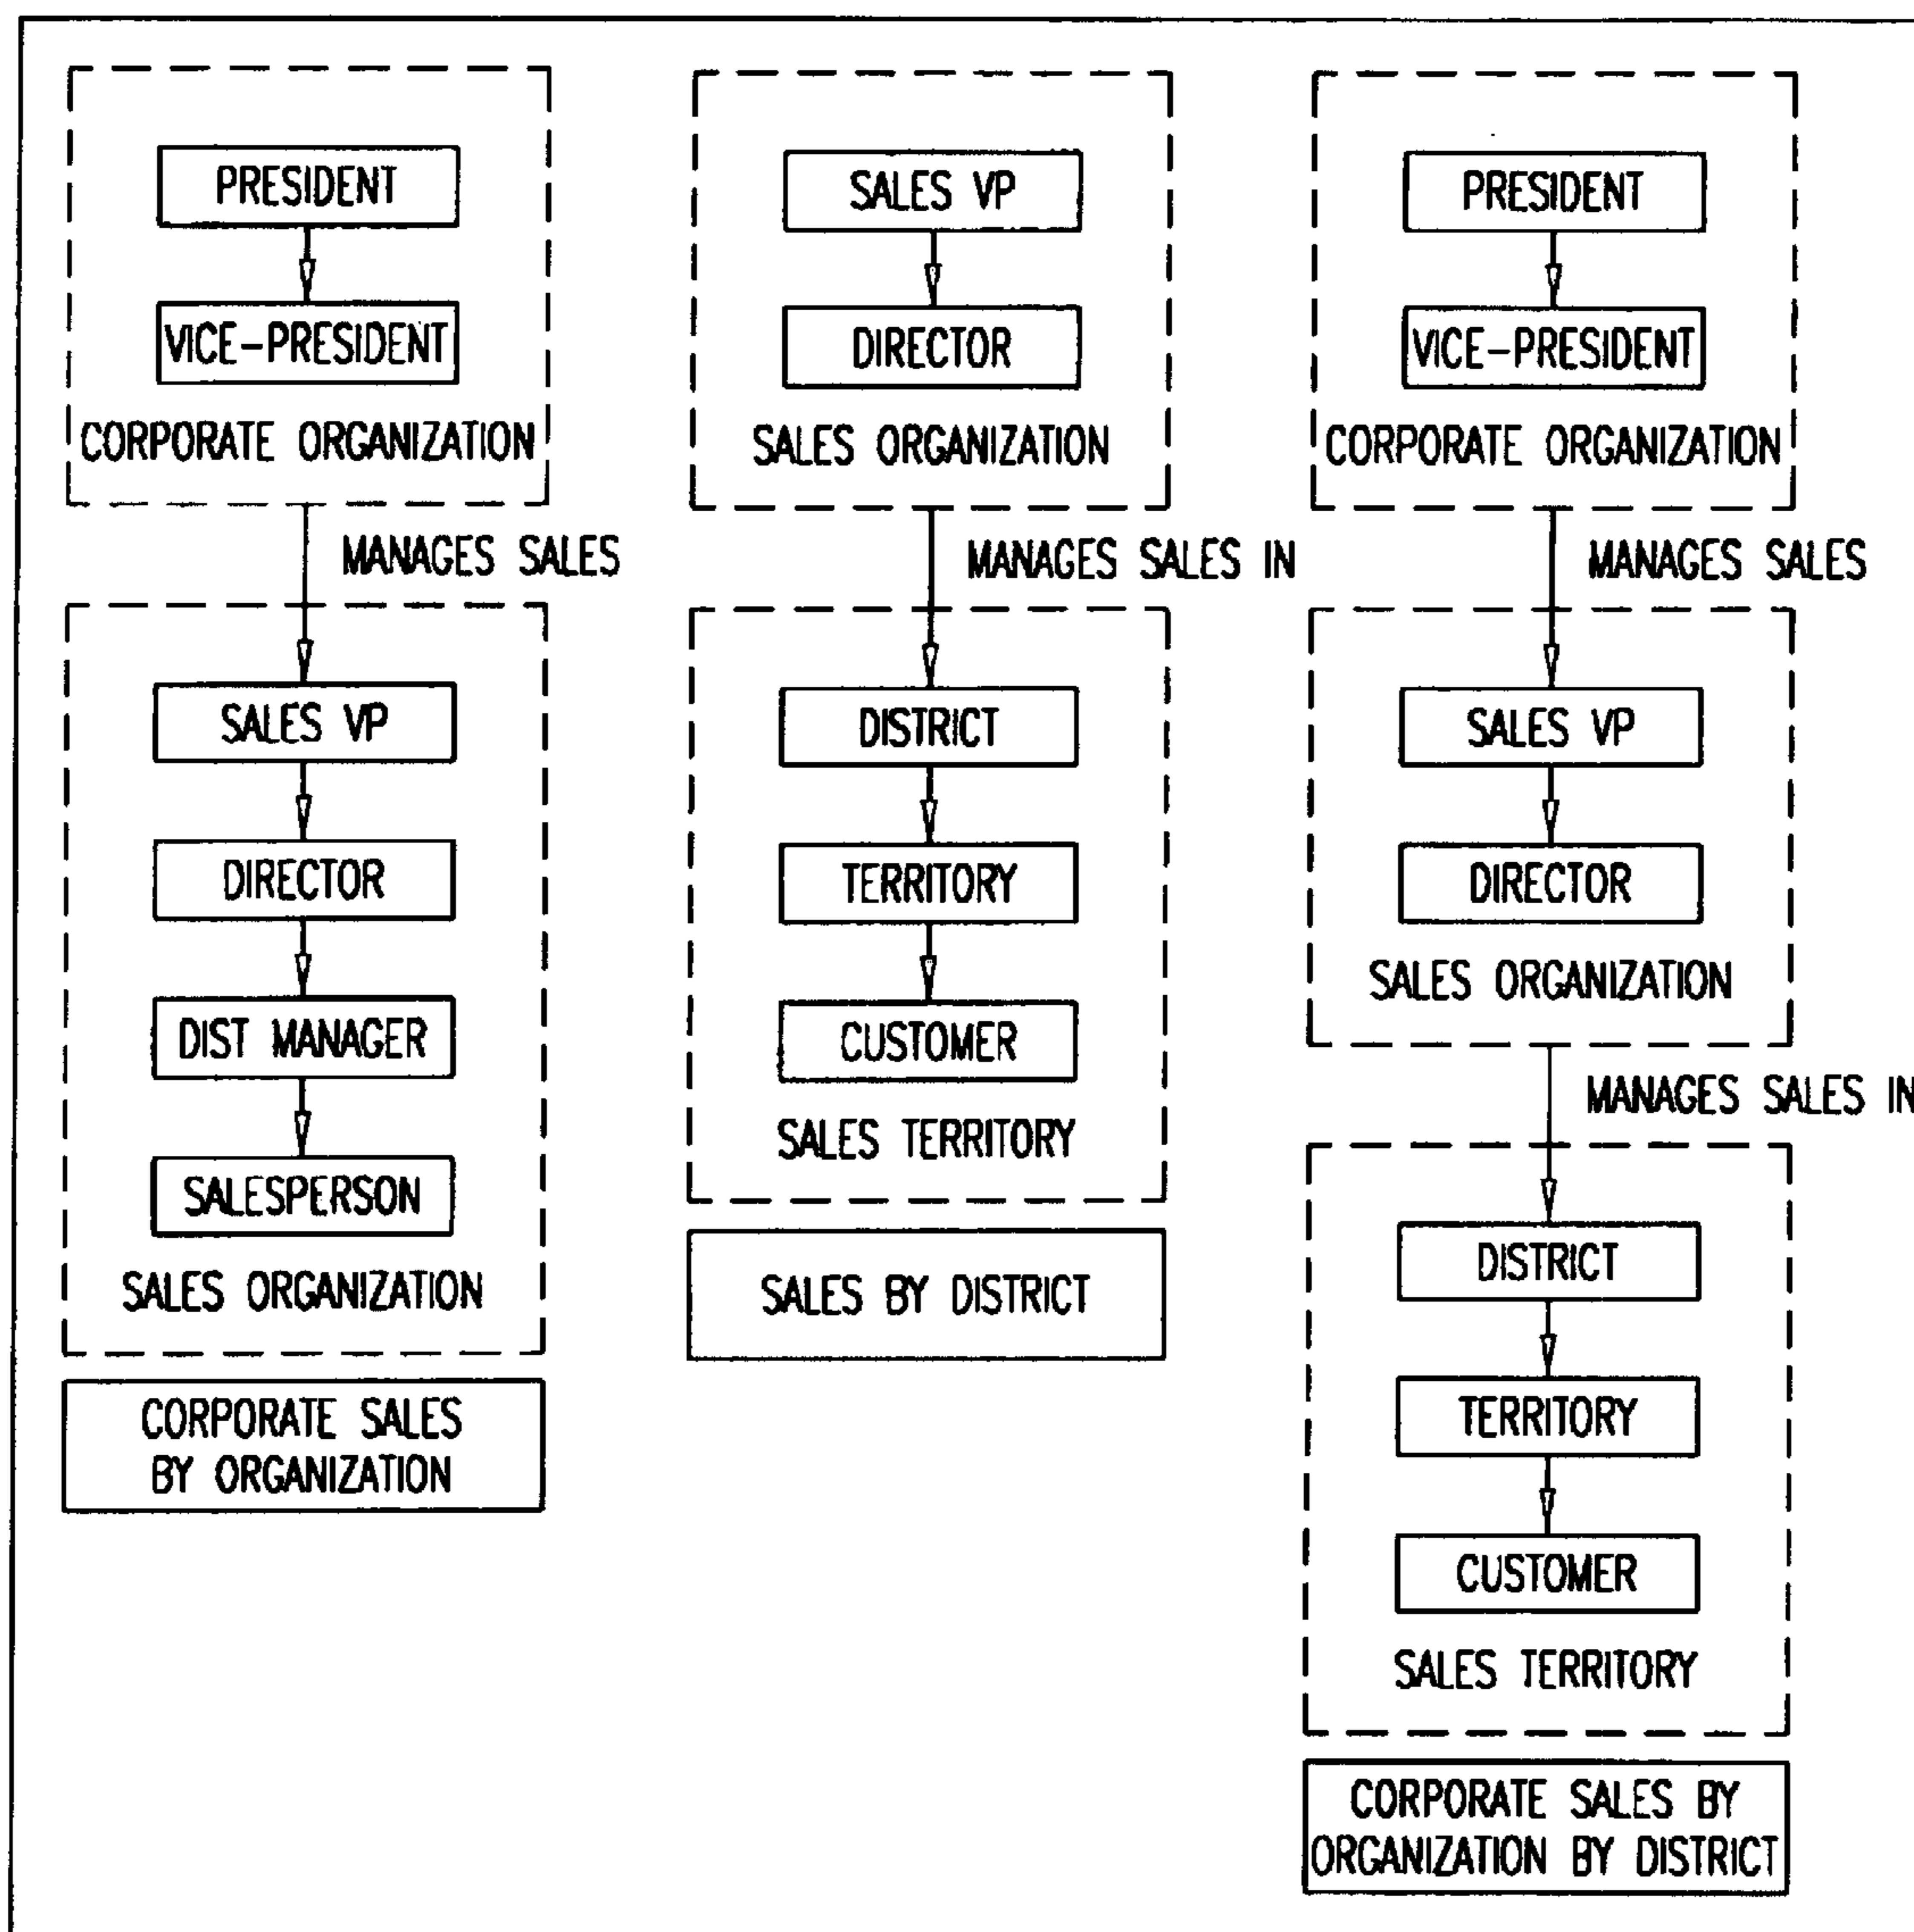 PRESIDENT
VICE-PRESIDENT
CORPORATE ORGANIZATION
MANAGES SALES
SALES VP
DIRECTOR
DIST MANAGER
SALESPERSON
SALES ORGANIZATION
CORPORATE SALES
BY ORGANIZATION
SALES VP
DIRECTOR
SALES ORGANIZATION
MANAGES SALES IN
DISTRICT
TERRITORY
CUSTOMER
SALES TERRITORY
SALES BY DISTRICT
PRESIDENT
VICE-PRESIDENT
CORPORATE ORGANIZATION
MANAGES SALES
SALES VP
DIRECTOR
SALES ORGANIZATION
MANAGES SALES IN
DISTRICT
TERRITORY
CUSTOMER
SALES TERRITORY
CORPORATE SALES BY
ORGANIZATION BY DISTRICT